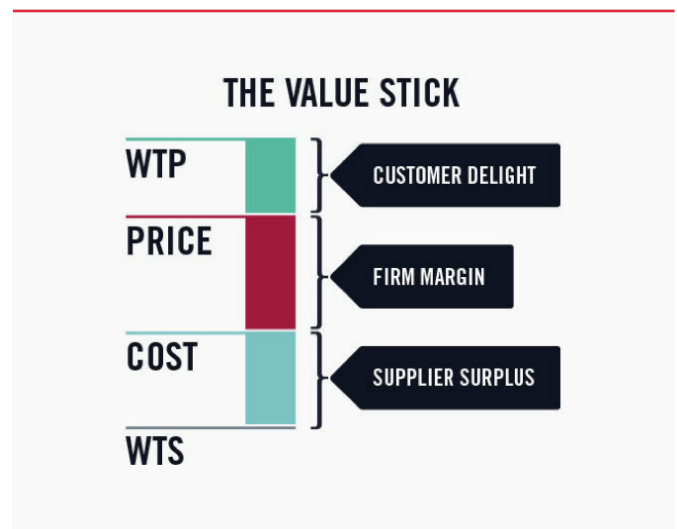 THE VALUE STICK
WTP
CUSTOMER DELIGHT
PRICE
FIRM MARGIN
COST
SUPPLIER SURPLUS
WTS